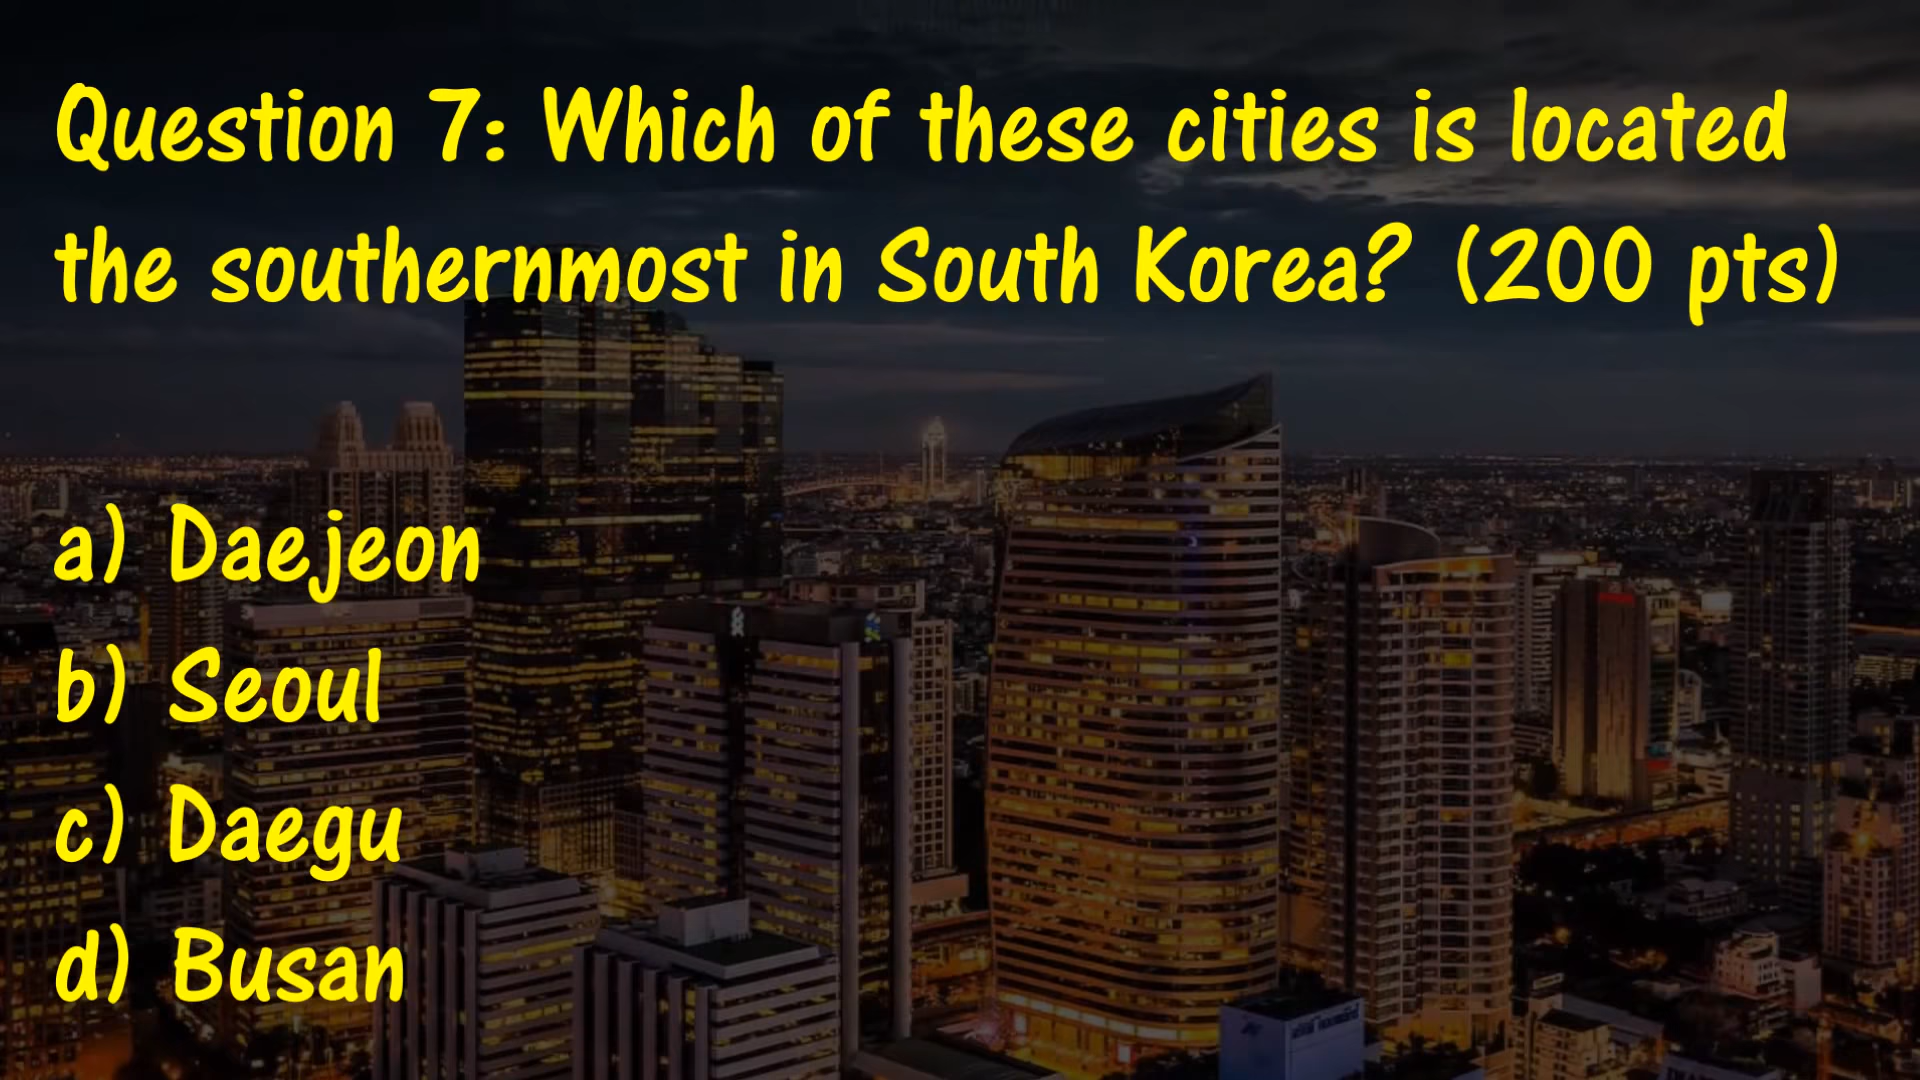 Question 7: Which of these cities is located
the southernmost in South Korea? (200 pts)
a) Daejeon
b) Seoul
c) Daegu
d) Busan